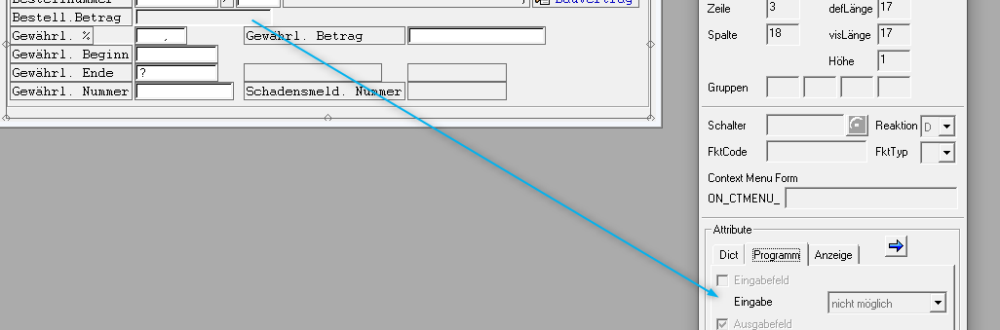 Bestellnummer / ) Bauvertrag
Bestell.Betrag
Gewährl. % , Gewährl. Betrag
Gewährl. Beginn
Gewährl. Ende ?
Gewährl. Nummer Schadensmeld. Nummer
Zeile 3 defLänge 17
Spalte 18 visLänge 17
Höhe 1
Gruppen
Schalter Reaktion D
FktCode FktTyp
Context Menu Form
ON_CTMENU_
Attribute
Dict Programm Anzeige
Eingabefeld
Eingabe nicht möglich
Ausgabefeld